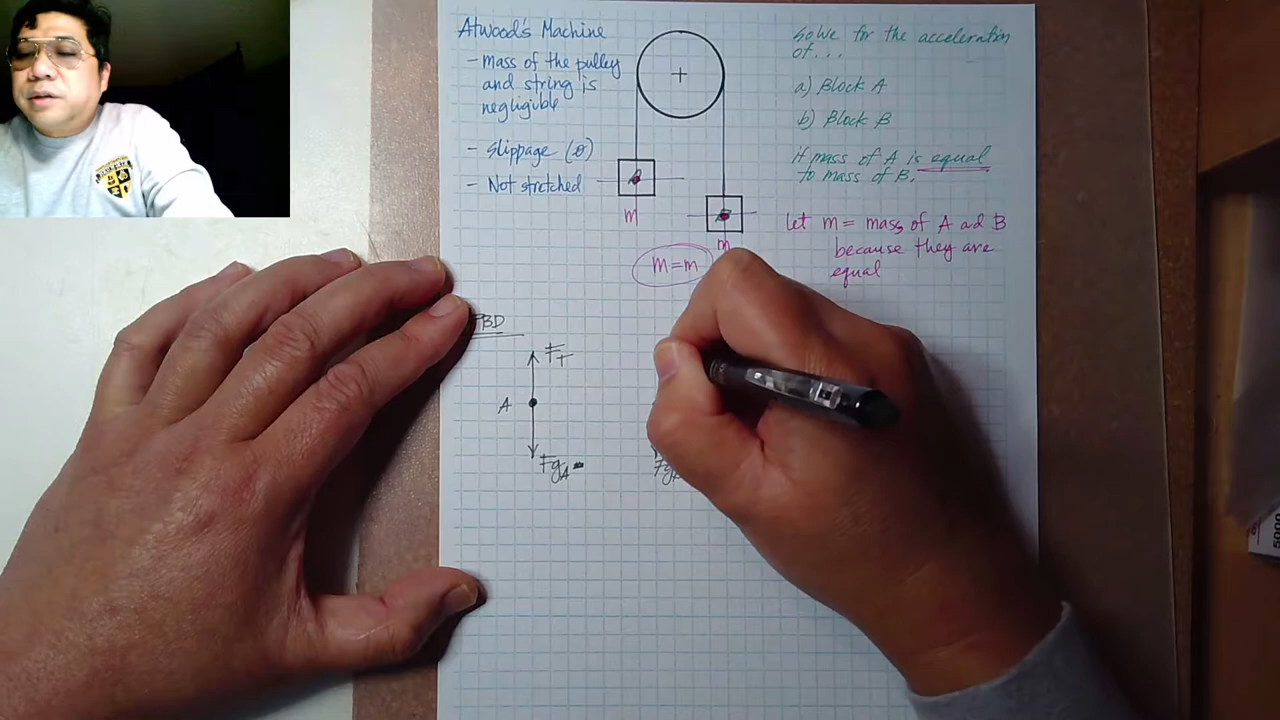 Atwood's Machine
- Mass of the pulley
and string is
negligible
- Slippage (0)
- Not stretched
m
m
m=m
Solve for the acceleration
of...
a) Block A
b) Block B
if mass of A is equal
to mass of B.
Let m = mass of A ad B
because they are
equal
FT
A
FgA